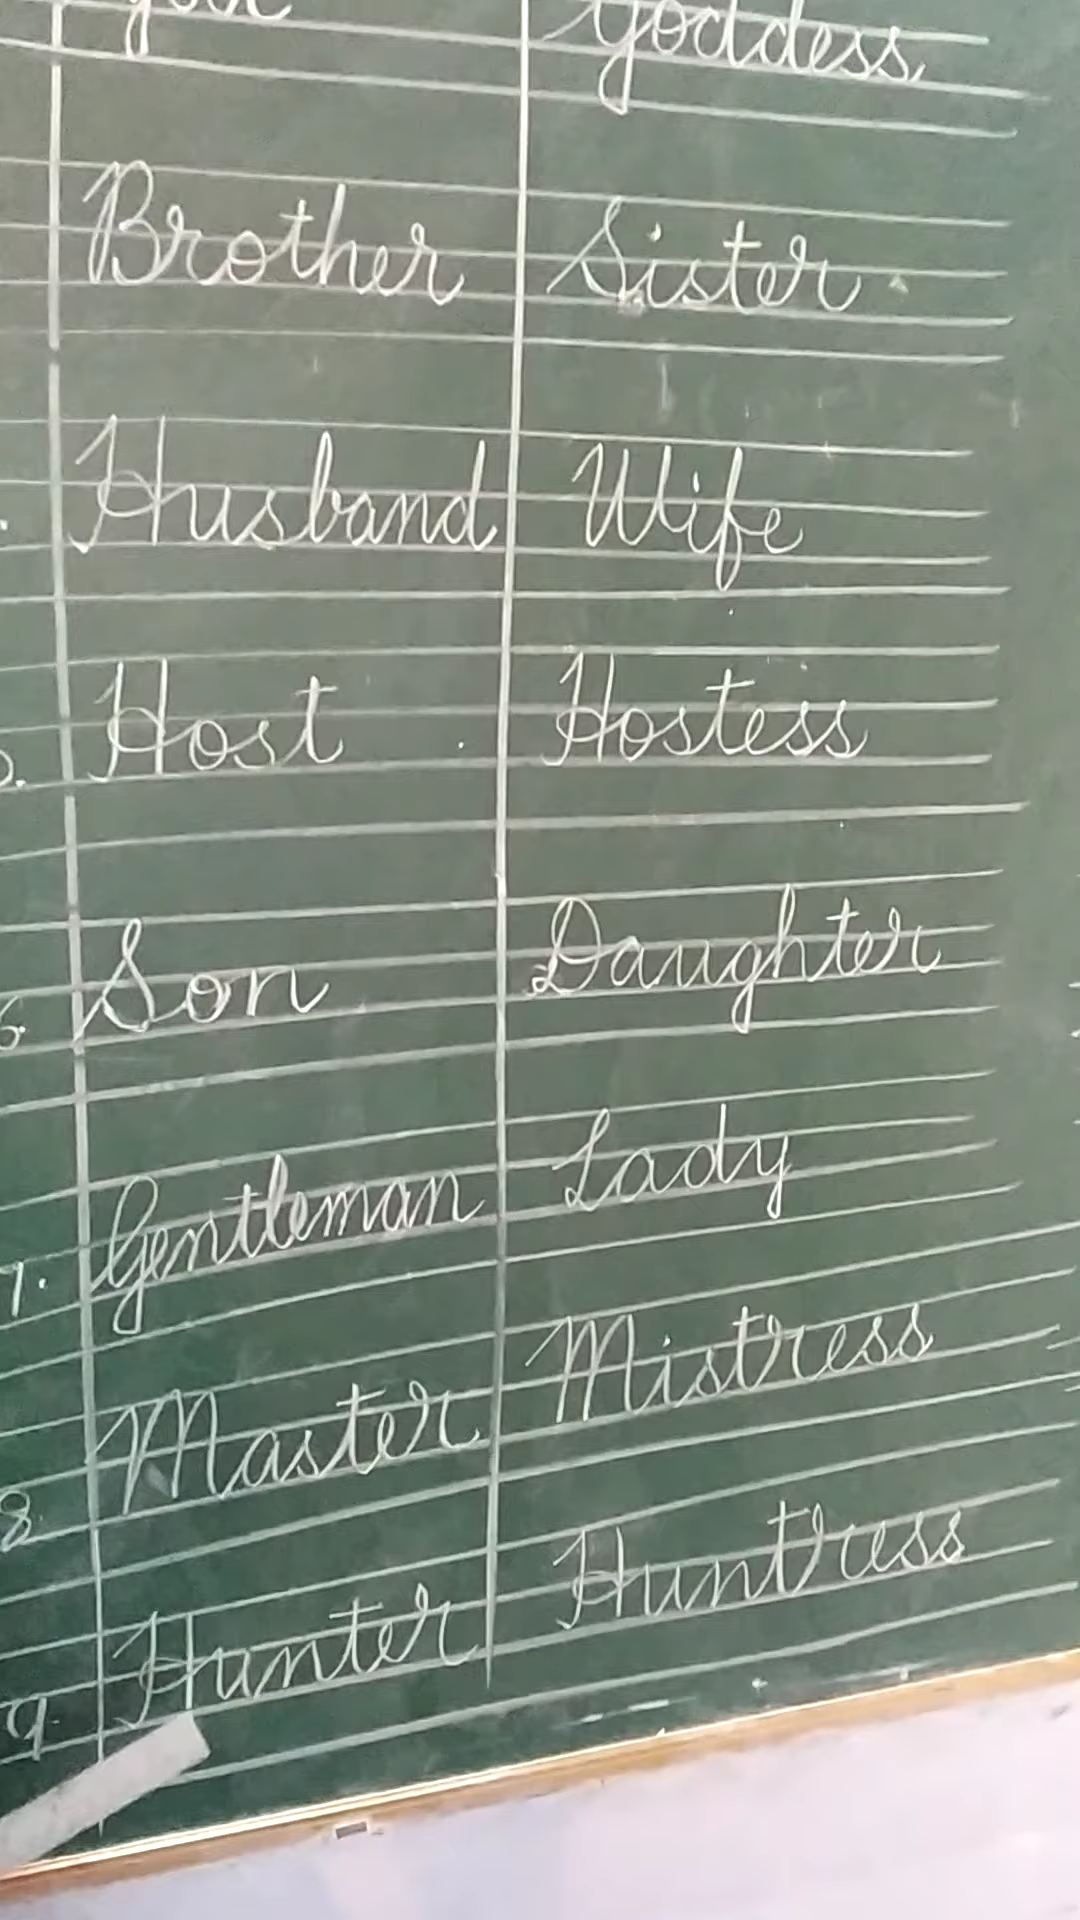 Goddess
Brother Sister
Husband Wife
Host Hostess
6. Son Daughter
7. Gentleman Lady
8. Master Mistress
9. Hunter Huntress